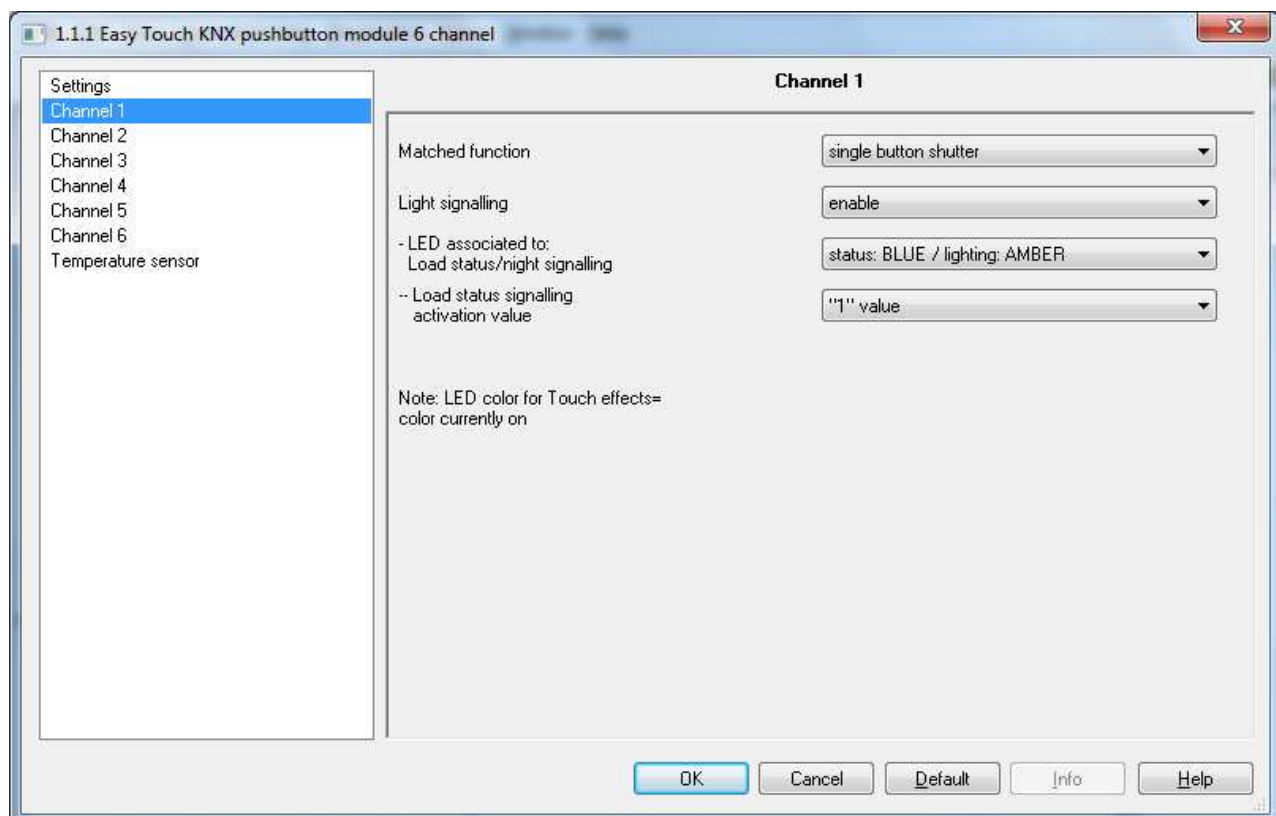 1.1.1 Easy Touch KNX pushbutton module 6 channel
Settings
Channel 1
Channel 2
Channel 3
Channel 4
Channel 5
Channel 6
Temperature sensor
Channel 1
Matched function
single button shutter
Light signalling
enable
- LED associated to:
Load status/night signalling
status: BLUE / lighting: AMBER
-- Load status signalling
activation value
"1" value
Note: LED color for Touch effects=
color currently on
OK
Cancel
Default
Info
Help